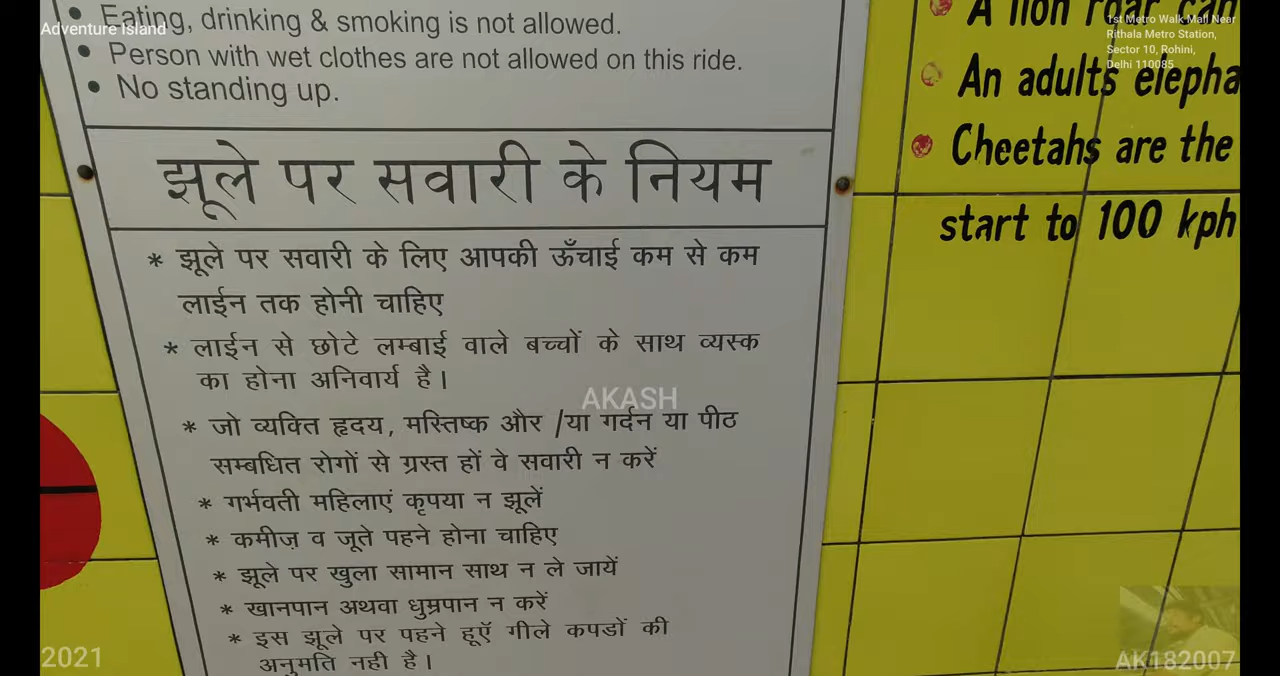 Adventure Island
• Eating, drinking & smoking is not allowed.
• Person with wet clothes are not allowed on this ride.
• No standing up.
झूले पर सवारी के नियम
* झूले पर सवारी के लिए आपकी ऊँचाई कम से कम
लाईन तक होनी चाहिए
* लाईन से छोटे लम्बाई वाले बच्चों के साथ व्यस्क
का होना अनिवार्य है।
* जो व्यक्ति हृदय, मस्तिष्क और /या गर्दन या पीठ
सम्बधित रोगों से ग्रस्त हों वे सवारी न करें
* गर्भवती महिलाएं कृपया न झूलें
* कमीज़ व जूते पहने होना चाहिए
* झूले पर खुला सामान साथ न ले जायें
* खानपान अथवा धुम्रपान न करें
* इस झूले पर पहने हूऍ गीले कपडों की
अनुमति नही है।
A lion roar can
An adults elepha
Cheetahs are the
start to 100 kph
1st Metro Walk Mall Near
Rithala Metro Station,
Sector 10, Rohini,
Delhi 110085
AKASH
2021
AK182007